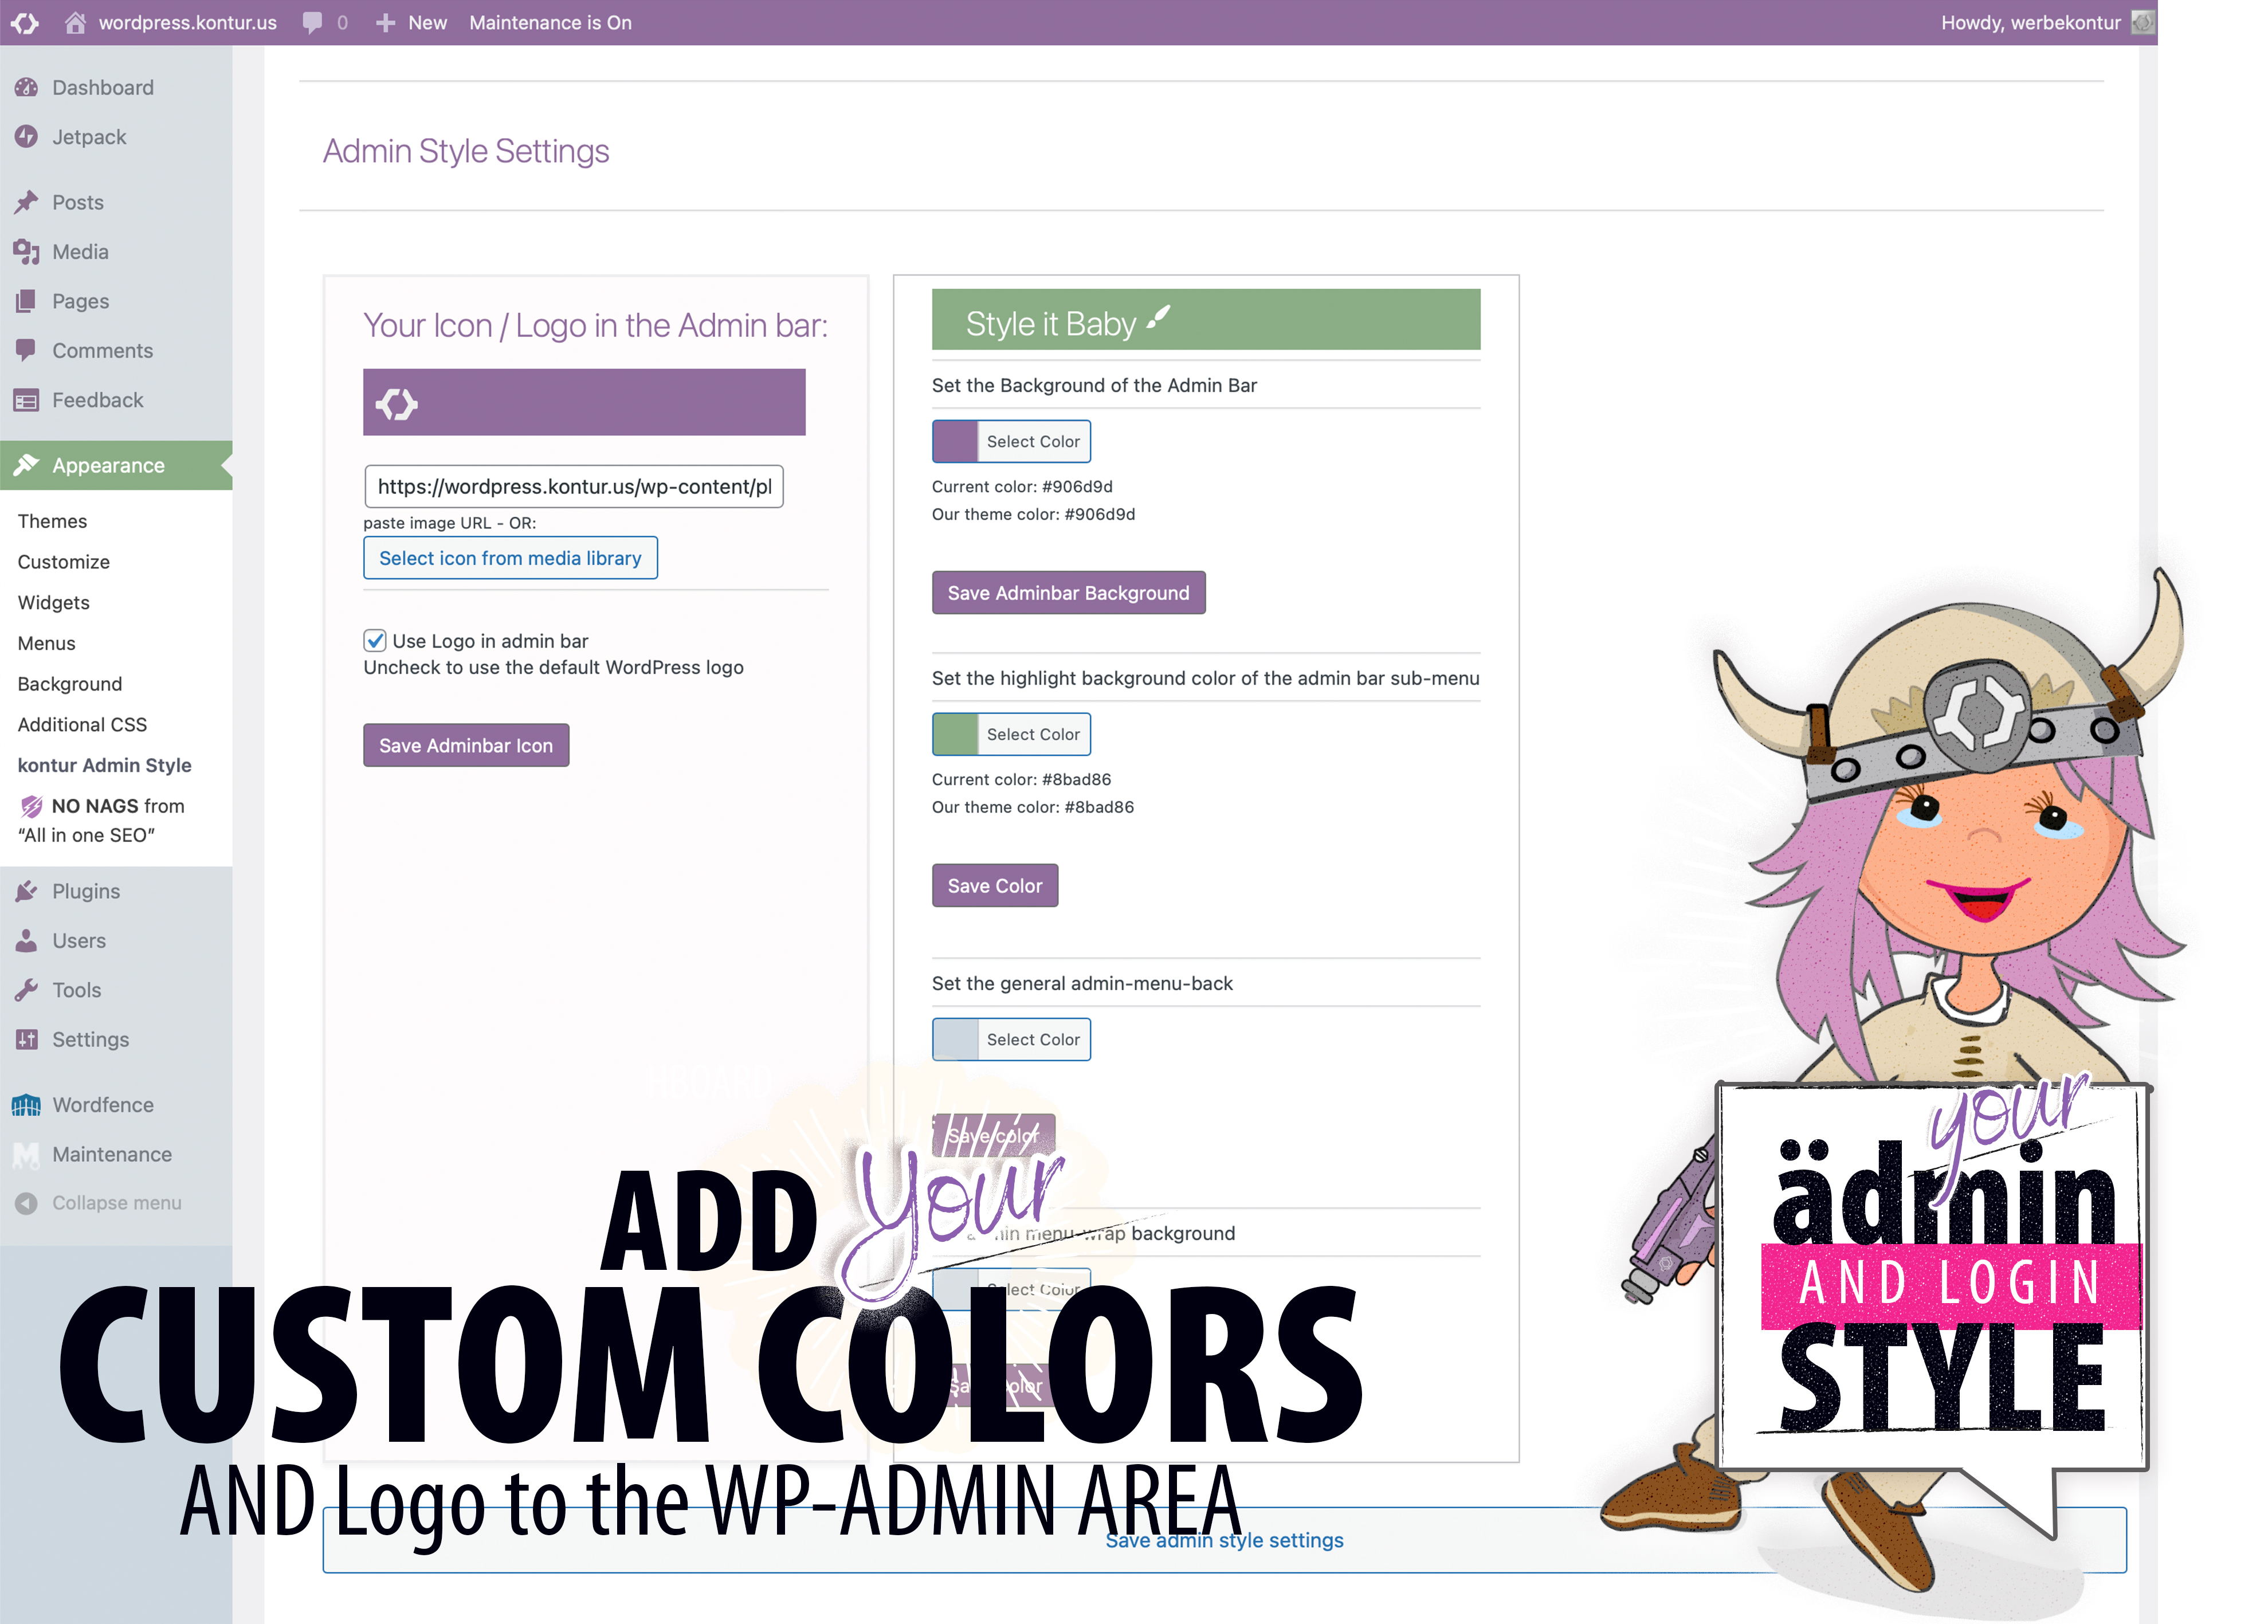 wordpress.kontur.us 0 New Maintenance is On Howdy, werbekontur
Dashboard
Jetpack
Posts
Media
Pages
Comments
Feedback
Appearance
Themes
Customize
Widgets
Menus
Background
Additional CSS
kontur Admin Style
NO NAGS from
“All in one SEO”
Plugins
Users
Tools
Settings
Wordfence
Maintenance
Collapse menu
Admin Style Settings
Your Icon / Logo in the Admin bar:
https://wordpress.kontur.us/wp-content/pl
paste image URL - OR:
Select icon from media library
Use Logo in admin bar
Uncheck to use the default WordPress logo
Save Adminbar Icon
Style it Baby
Set the Background of the Admin Bar
Select Color
Current color: #906d9d
Our theme color: #906d9d
Save Adminbar Background
Set the highlight background color of the admin bar sub-menu
Select Color
Current color: #8bad86
Our theme color: #8bad86
Save Color
Set the general admin-menu-back
Select Color
Save color
menu-wrap background
Select Color
ADD your
CUSTOM COLORS
AND Logo to the WP-ADMIN AREA
Save admin style settings
your
ädmin
AND LOGIN
STYLE